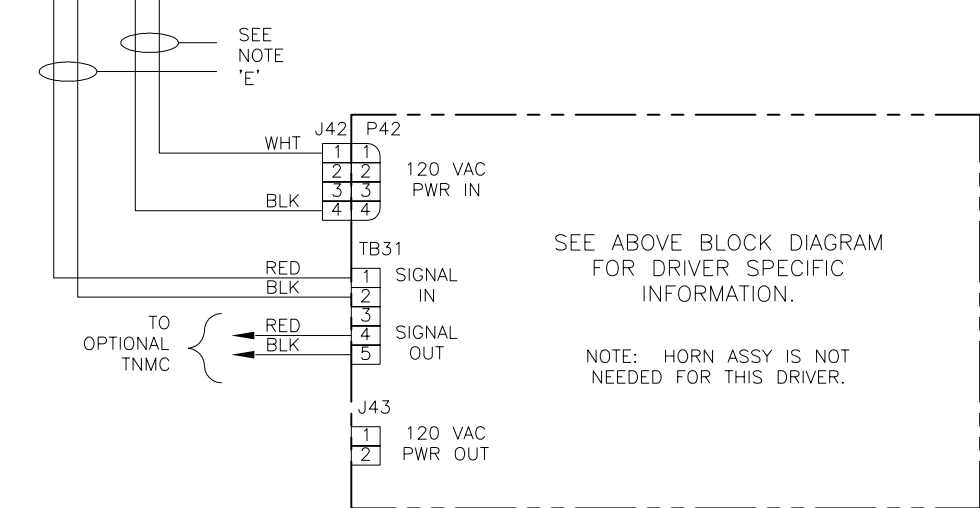 SEE
NOTE
'E'
J42 P42
WHT 1 1
2 2
3 3
BLK 4 4
120 VAC
PWR IN
TB31
RED 1
BLK 2
3
RED 4
BLK 5
SIGNAL
IN
SIGNAL
OUT
TO
OPTIONAL
TNMC
J43
1
2
120 VAC
PWR OUT
SEE ABOVE BLOCK DIAGRAM
FOR DRIVER SPECIFIC
INFORMATION.
NOTE: HORN ASSY IS NOT
NEEDED FOR THIS DRIVER.